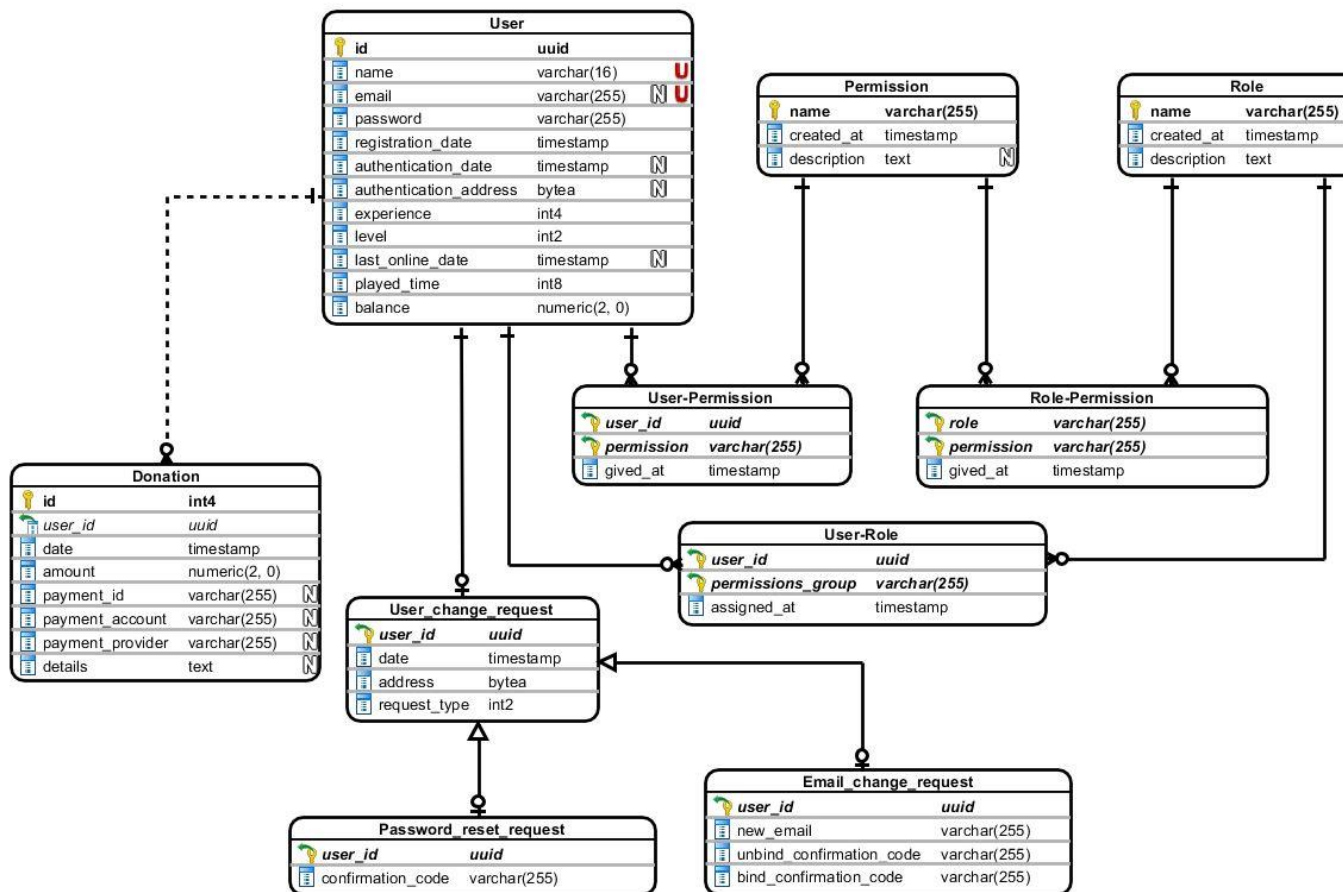 User
id uuid
name varchar(16) U
email varchar(255) N U
password varchar(255)
registration_date timestamp
authentication_date timestamp N
authentication_address bytea N
experience int4
level int2
last_online_date timestamp N
played_time int8
balance numeric(2, 0)
Permission
name varchar(255)
created_at timestamp
description text N
Role
name varchar(255)
created_at timestamp
description text
User-Permission
user_id uuid
permission varchar(255)
gived_at timestamp
Role-Permission
role varchar(255)
permission varchar(255)
gived_at timestamp
Donation
id int4
user_id uuid
date timestamp
amount numeric(2, 0)
payment_id varchar(255) N
payment_account varchar(255) N
payment_provider varchar(255) N
details text N
User-Role
user_id uuid
permissions_group varchar(255)
assigned_at timestamp
User_change_request
user_id uuid
date timestamp
address bytea
request_type int2
Password_reset_request
user_id uuid
confirmation_code varchar(255)
Email_change_request
user_id uuid
new_email varchar(255)
unbind_confirmation_code varchar(255)
bind_confirmation_code varchar(255)